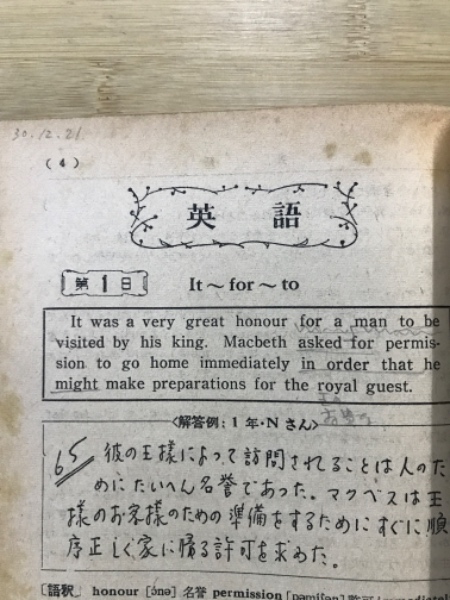 30.12.21
(4)
英 語
第1日 It～for～to
It was a very great honour for a man to be
visited by his king. Macbeth asked for permis-
sion to go home immediately in order that he
might make preparations for the royal guest.
〈解答例：1年・Nさん〉
65 彼の王様によって訪問されることは人のた
めにたいへん名誉であった。マクベスは王
様のお客様のための準備をするためにすぐに順
序正しく家に帰る許可を求めた。
〔語釈〕 honour [ɔ́nə] 名誉 permission [pəmíʃən] 許可 immediatel